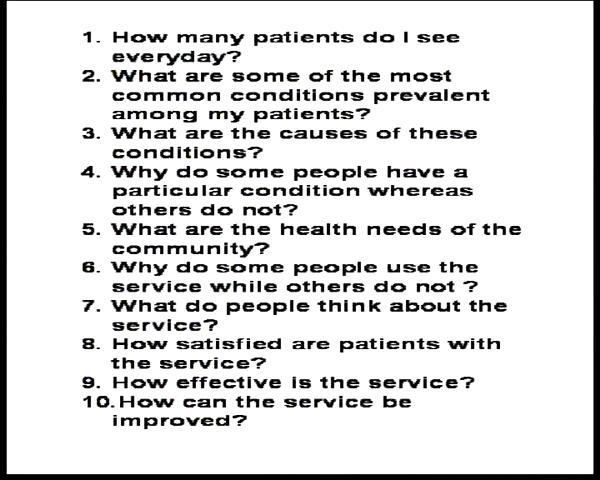 1. How many patients do I see
everyday?
2. What are some of the most
common conditions prevalent
among my patients?
3. What are the causes of these
conditions?
4. Why do some people have a
particular condition whereas
others do not?
5. What are the health needs of the
community?
6. Why do some people use the
service while others do not ?
7. What do people think about the
service?
8. How satisfied are patients with
the service?
9. How effective is the service?
10. How can the service be
improved?